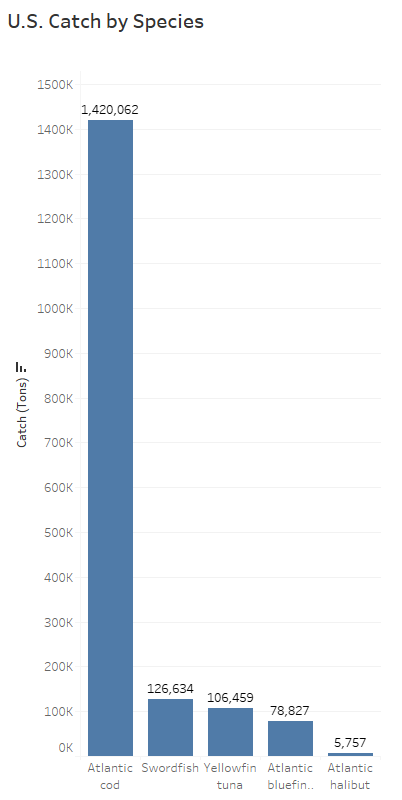 U.S. Catch by Species
1500K
1400K
1300K
1200K
1100K
1000K
900K
800K
700K
600K
500K
400K
300K
200K
100K
0K
Catch (Tons)
1,420,062
126,634
106,459
78,827
5,757
Atlantic
cod
Swordfish
Yellowfin
tuna
Atlantic
bluefin..
Atlantic
halibut